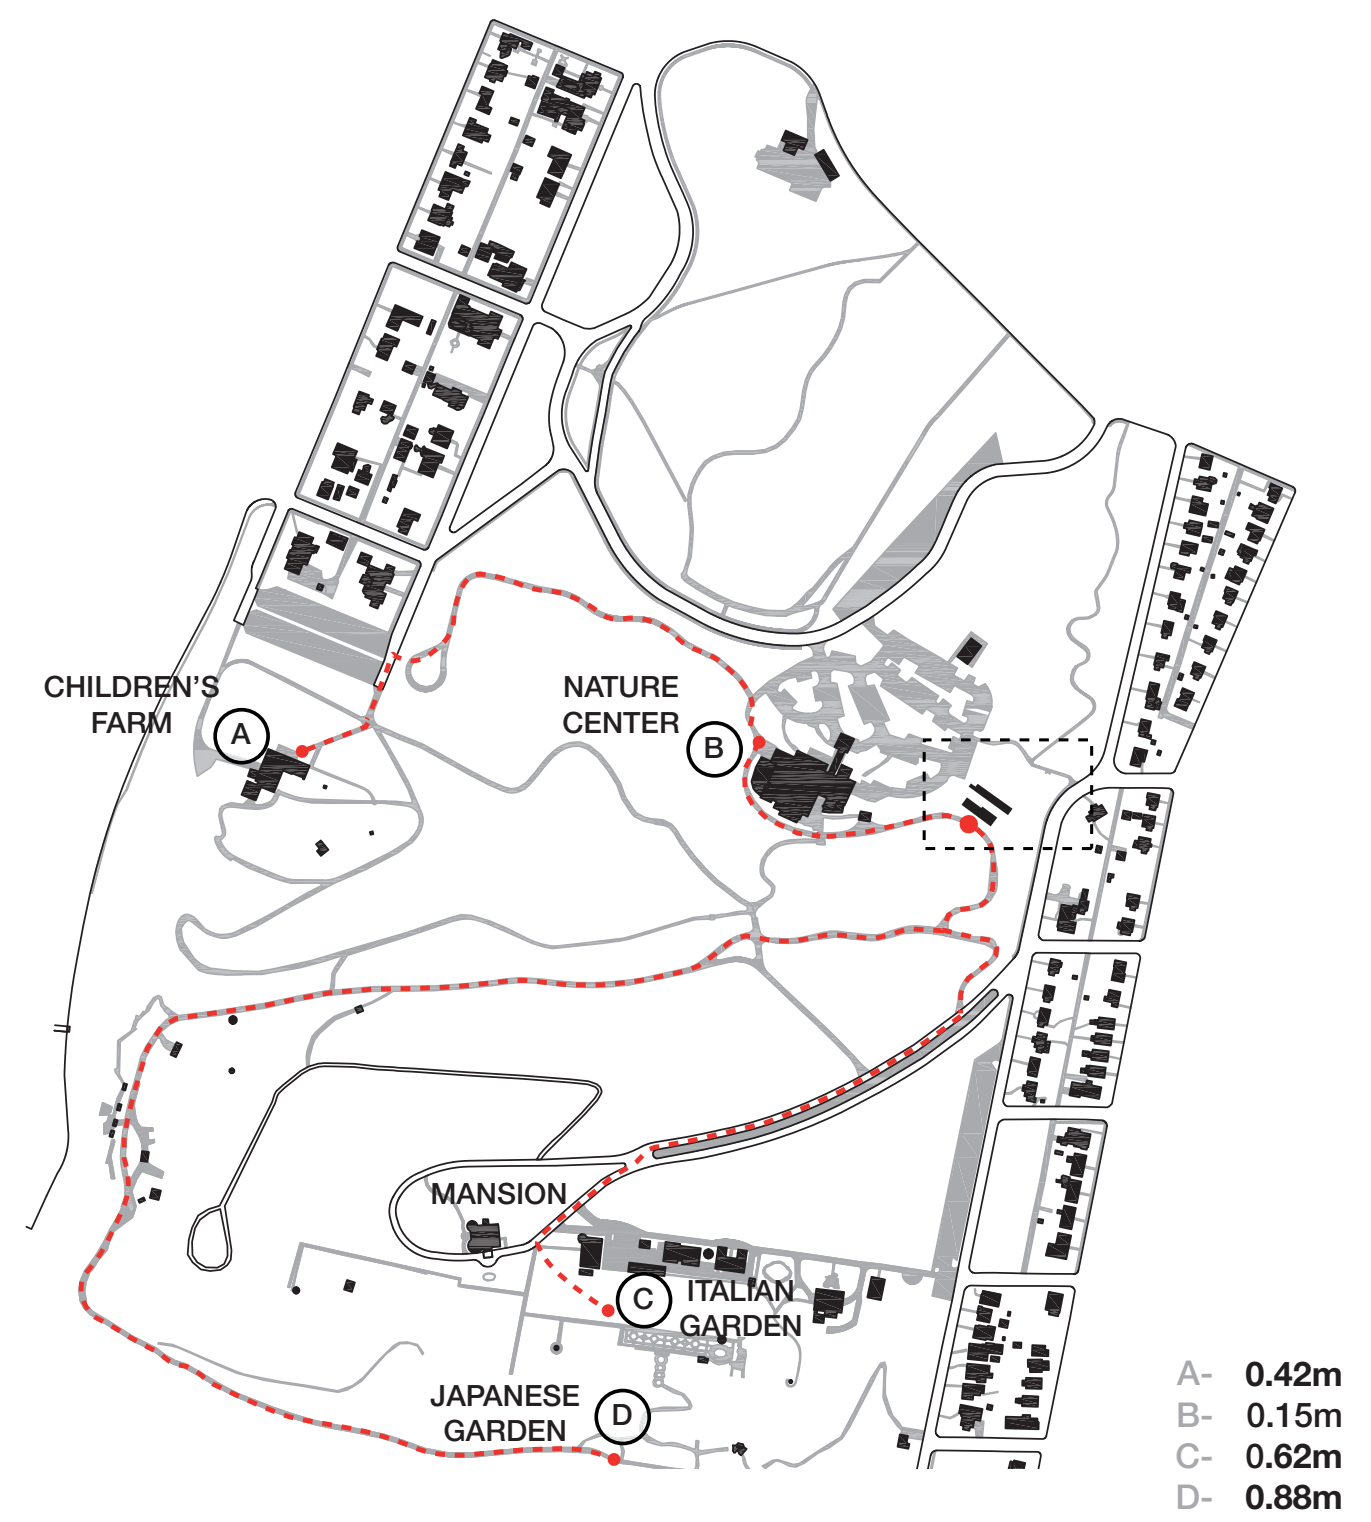 CHILDREN'S
FARM
A
NATURE
CENTER
B
MANSION
C
ITALIAN
GARDEN
JAPANESE
GARDEN
D
A- 0.42m
B- 0.15m
C- 0.62m
D- 0.88m